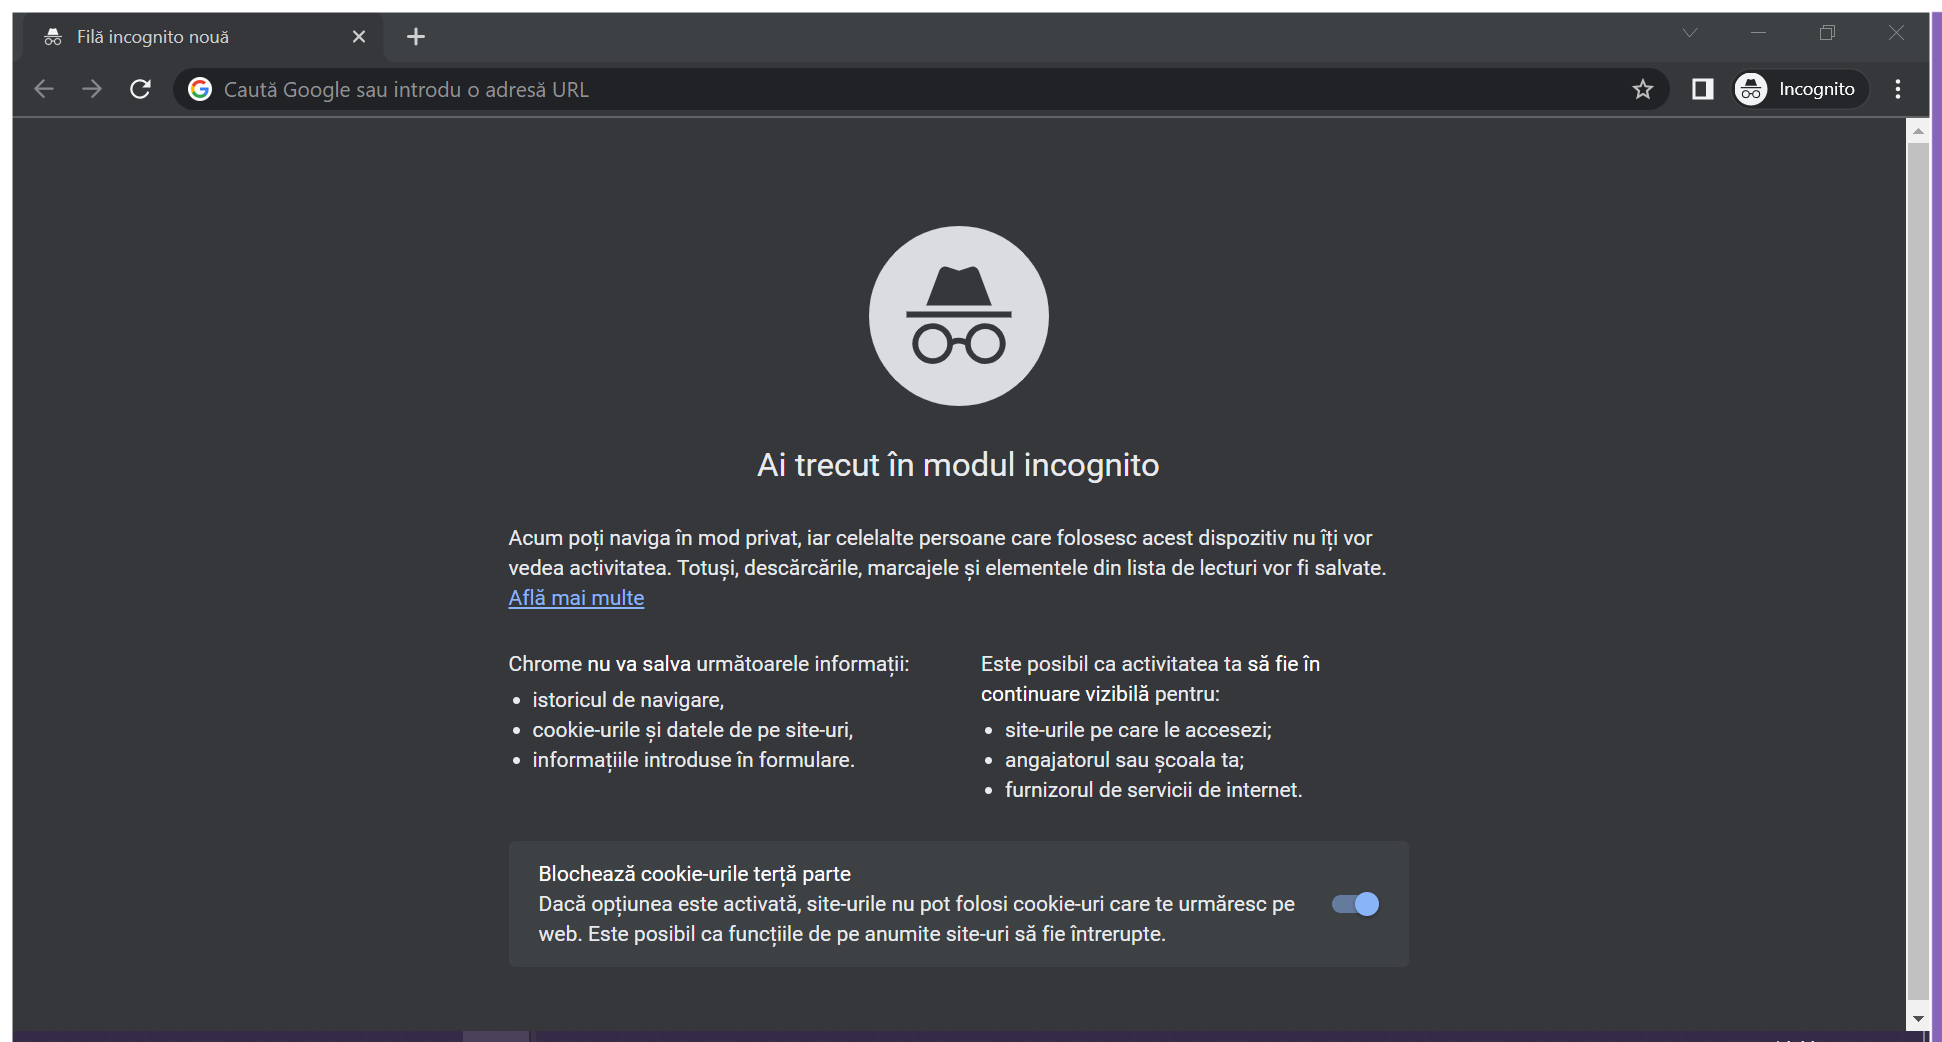 Filă incognito nouă
Caută Google sau introdu o adresă URL
Incognito
Ai trecut în modul incognito
Acum poți naviga în mod privat, iar celelalte persoane care folosesc acest dispozitiv nu îți vor
vedea activitatea. Totuși, descărcările, marcajele și elementele din lista de lecturi vor fi salvate.
Află mai multe
Chrome nu va salva următoarele informații:
• istoricul de navigare,
• cookie-urile și datele de pe site-uri,
• informațiile introduse în formulare.
Este posibil ca activitatea ta să fie în
continuare vizibilă pentru:
• site-urile pe care le accesezi;
• angajatorul sau școala ta;
• furnizorul de servicii de internet.
Blochează cookie-urile terță parte
Dacă opțiunea este activată, site-urile nu pot folosi cookie-uri care te urmăresc pe
web. Este posibil ca funcțiile de pe anumite site-uri să fie întrerupte.